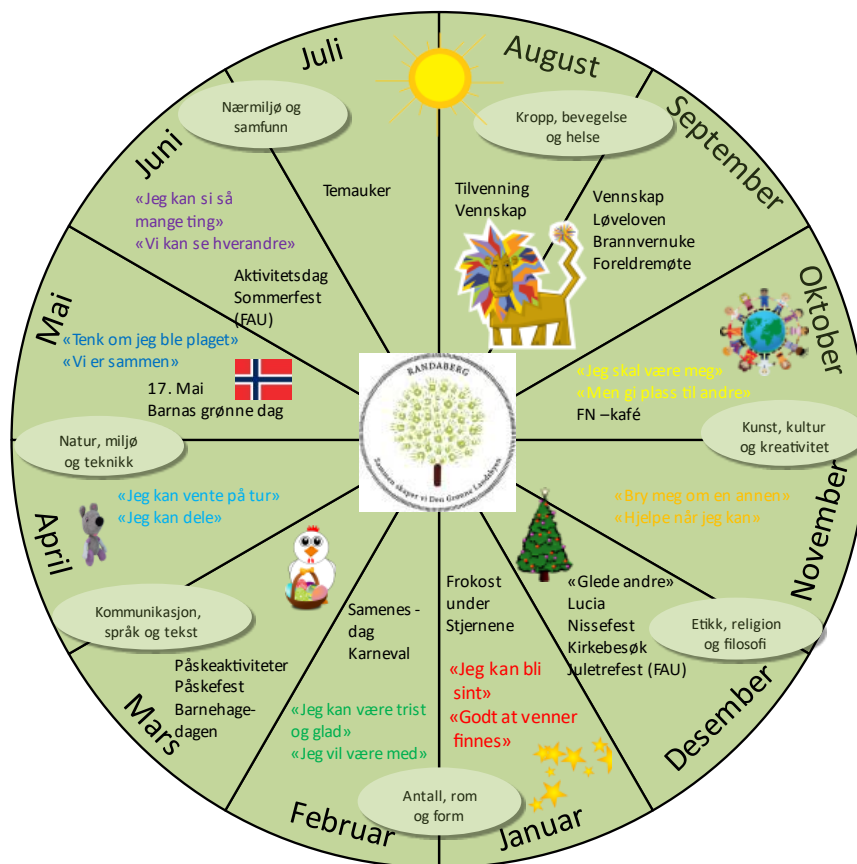 Juli
August
September
Oktober
November
Desember
Januar
Februar
Mars
April
Mai
Juni
Nærmiljø og
samfunn
Kropp, bevegelse
og helse
Temauker
Tilvenning
Vennskap
Vennskap
Løveloven
Brannvernuke
Foreldremøte
«Jeg kan si så
mange ting»
«Vi kan se hverandre»
Aktivitetsdag
Sommerfest
(FAU)
«Tenk om jeg ble plaget»
«Vi er sammen»
17. Mai
Barnas grønne dag
RANDABERG
Sammen skaper vi Den Grønne Landsbyen
«Jeg skal være meg»
«Men gi plass til andre»
FN –kafé
Kunst, kultur
og kreativitet
Natur, miljø
og teknikk
«Jeg kan vente på tur»
«Jeg kan dele»
«Bry meg om en annen»
«Hjelpe når jeg kan»
Kommunikasjon,
språk og tekst
Samenes -
dag
Karneval
Frokost
under
Stjernene
«Glede andre»
Lucia
Nissefest
Kirkebesøk
Juletrefest (FAU)
Etikk, religion
og filosofi
Påskeaktiviteter
Påskefest
Barnehage-
dagen
«Jeg kan være trist
og glad»
«Jeg vil være med»
«Jeg kan bli
sint»
«Godt at venner
finnes»
Antall, rom
og form